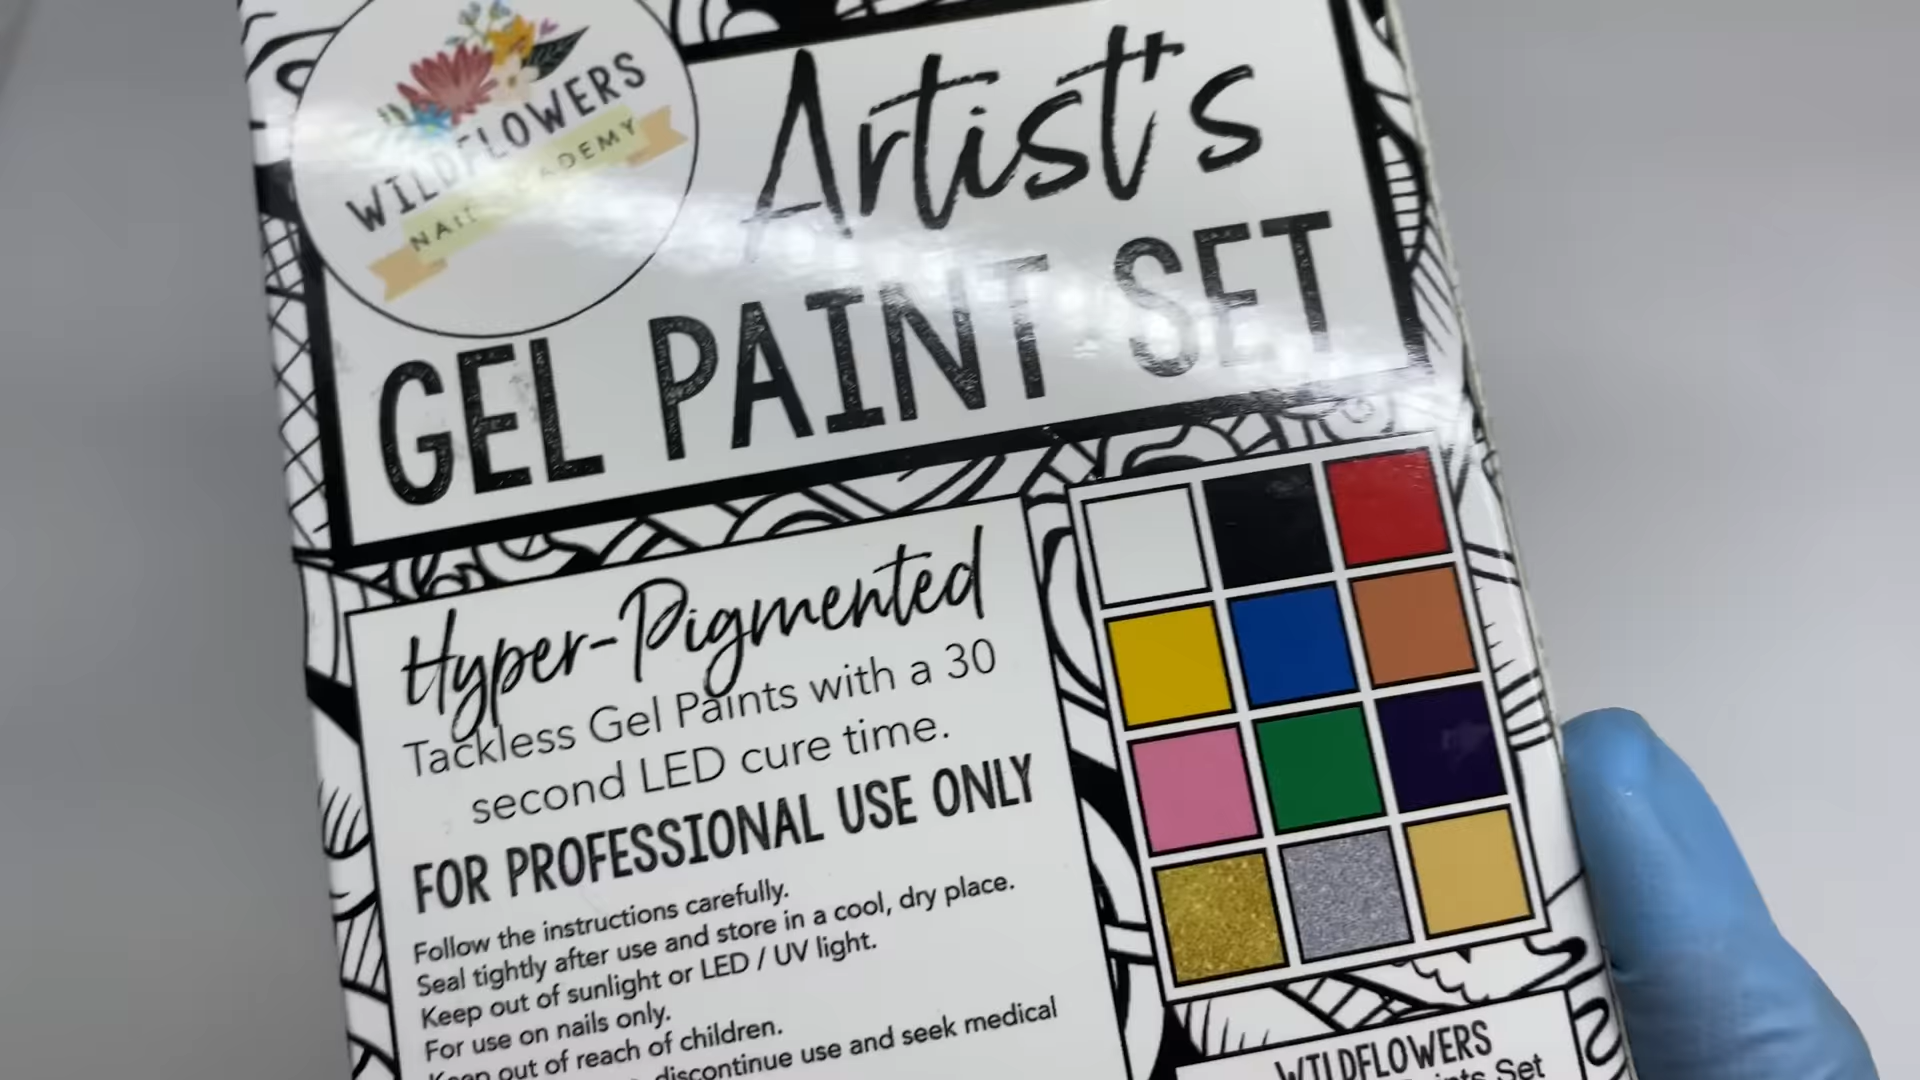 WILDFLOWERS
NAIL ACADEMY
Artist's
GEL PAINT SET
Hyper-Pigmented
Tackless Gel Paints with a 30
second LED cure time.
FOR PROFESSIONAL USE ONLY
Follow the instructions carefully.
Seal tightly after use and store in a cool, dry place.
Keep out of sunlight or LED / UV light.
For use on nails only.
Keep out of reach of children.
discontinue use and seek medical
WILDFLOWERS
Set